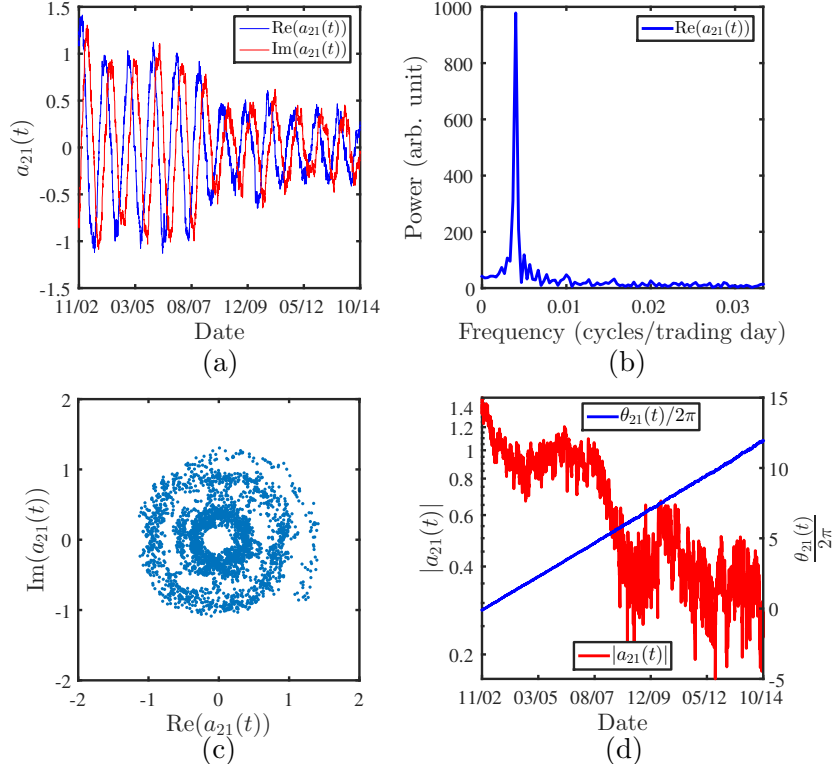 1.5
1
0.5
0
-0.5
-1
-1.5
a₂₁(t)
Re(a₂₁(t))
Im(a₂₁(t))
11/02 03/05 08/07 12/09 05/12 10/14
Date
(a)
1000
800
600
400
200
0
Power (arb. unit)
Re(a₂₁(t))
0 0.01 0.02 0.03
Frequency (cycles/trading day)
(b)
2
1
0
-1
-2
Im(a₂₁(t))
-2 -1 0 1 2
Re(a₂₁(t))
(c)
1.4
1.2
1
0.8
0.6
0.4
0.2
|a₂₁(t)|
θ₂₁(t)/2π
|a₂₁(t)|
15
10
5
0
-5
θ₂₁(t)
2π
11/02 03/05 08/07 12/09 05/12 10/14
Date
(d)